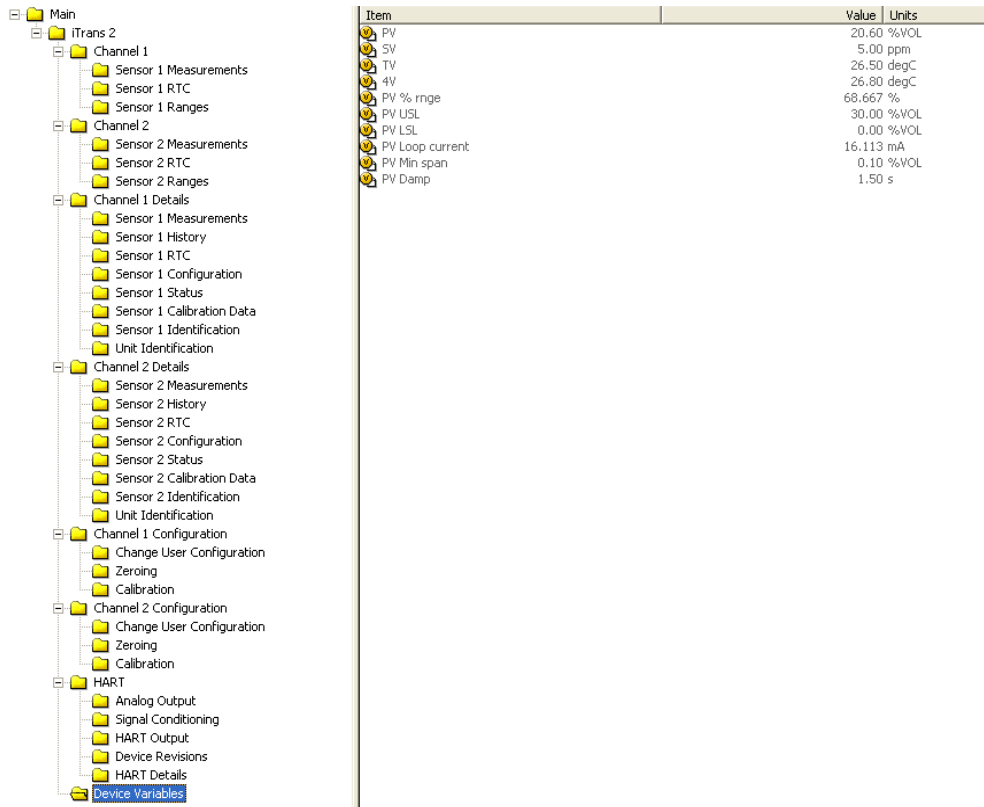 Main
iTrans 2
Channel 1
Sensor 1 Measurements
Sensor 1 RTC
Sensor 1 Ranges
Channel 2
Sensor 2 Measurements
Sensor 2 RTC
Sensor 2 Ranges
Channel 1 Details
Sensor 1 Measurements
Sensor 1 History
Sensor 1 RTC
Sensor 1 Configuration
Sensor 1 Status
Sensor 1 Calibration Data
Sensor 1 Identification
Unit Identification
Channel 2 Details
Sensor 2 Measurements
Sensor 2 History
Sensor 2 RTC
Sensor 2 Configuration
Sensor 2 Status
Sensor 2 Calibration Data
Sensor 2 Identification
Unit Identification
Channel 1 Configuration
Change User Configuration
Zeroing
Calibration
Channel 2 Configuration
Change User Configuration
Zeroing
Calibration
HART
Analog Output
Signal Conditioning
HART Output
Device Revisions
HART Details
Device Variables
Item Value Units
PV 20.60 %VOL
SV 5.00 ppm
TV 26.50 degC
4V 26.80 degC
PV % rnge 68.667 %
PV USL 30.00 %VOL
PV LSL 0.00 %VOL
PV Loop current 16.113 mA
PV Min span 0.10 %VOL
PV Damp 1.50 s